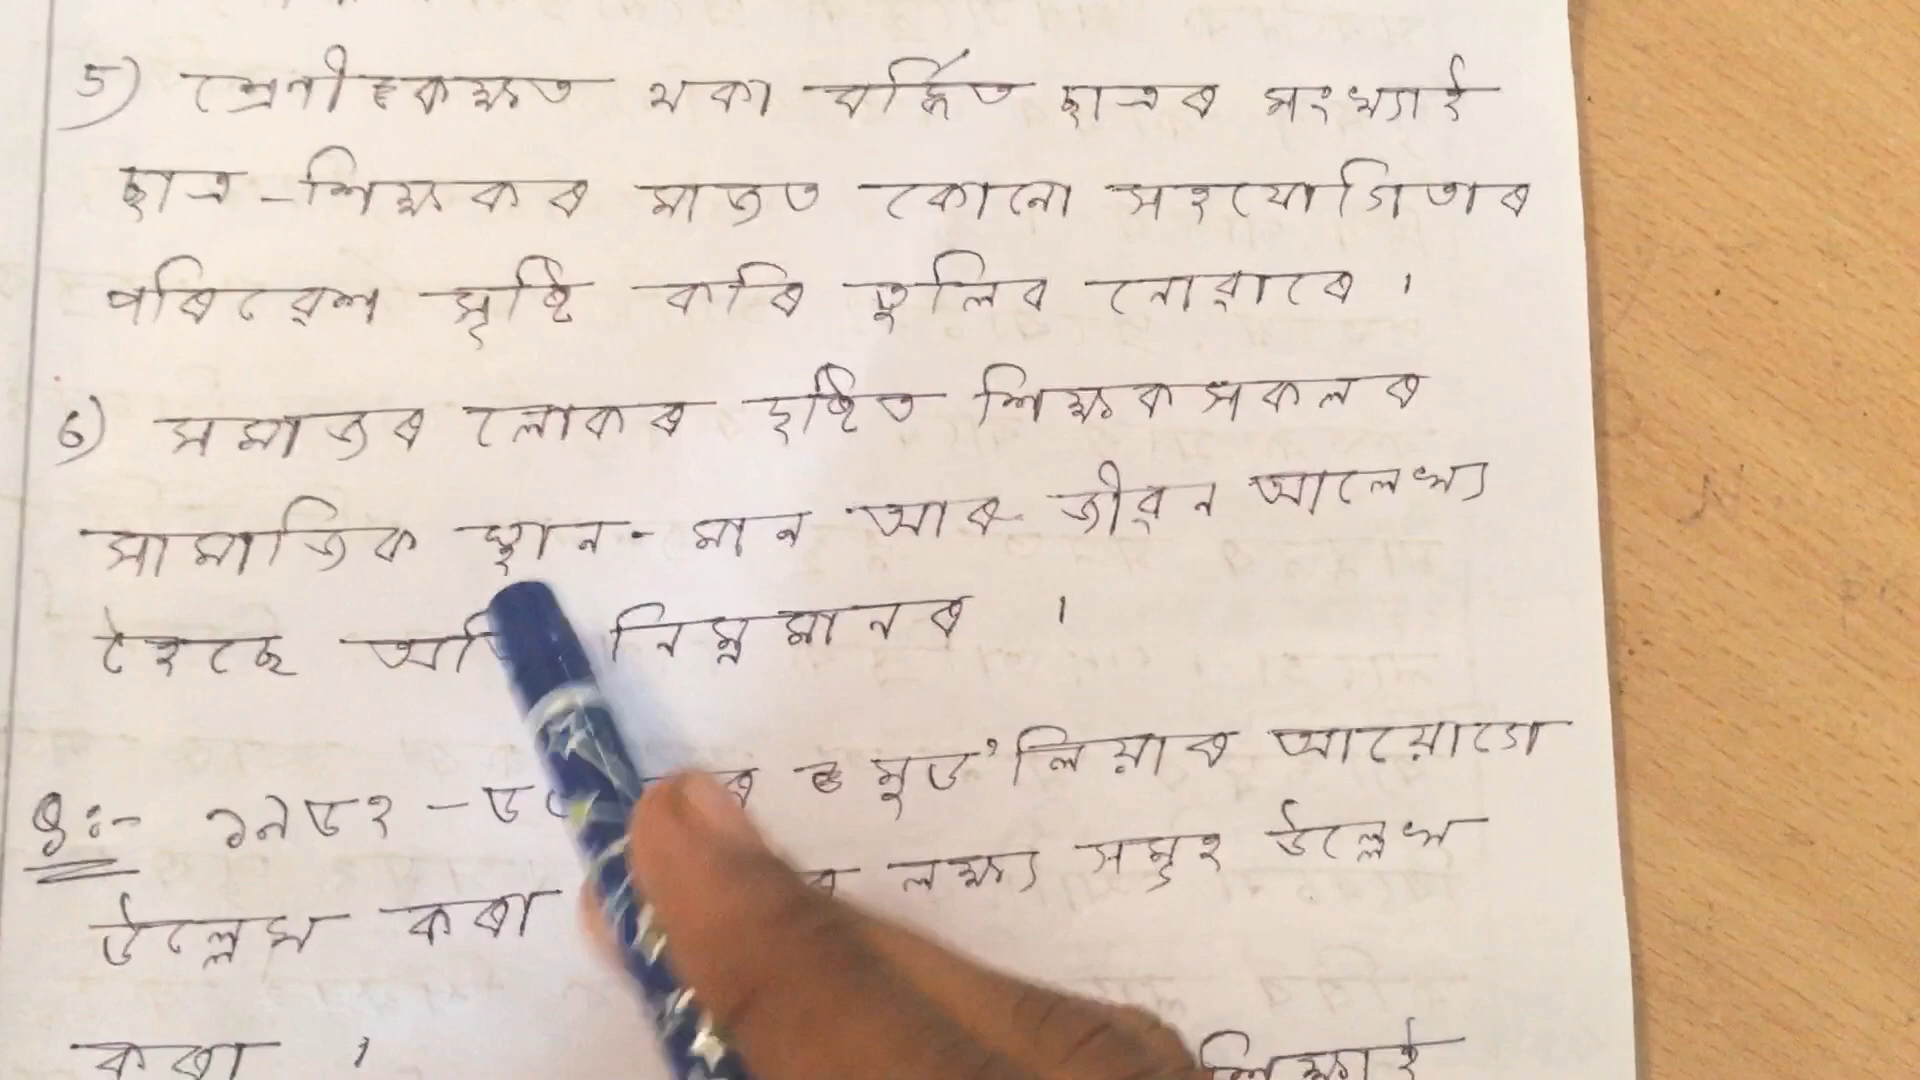 5) শ্ৰেণীকক্ষত থকা বৰ্দ্ধিত ছাত্ৰৰ সংখ্যাই
ছাত্ৰ-শিক্ষকৰ মাজত কোনো সহযোগিতাৰ
পৰিৱেশ সৃষ্টি কৰি তুলিব নোৱাৰে ।
6) সমাজৰ লোকৰ দৃষ্টিত শিক্ষকসকলৰ
সামাজিক স্থান-মান আৰু জীৱন আলেখ্য
হৈছে অতি নিম্নমানৰ ।
Q:-
মুড'লিয়াৰ আয়োগে
উল্লেখ কৰা লক্ষ্য সমূহ উল্লেখ
কৰা । শিক্ষাই